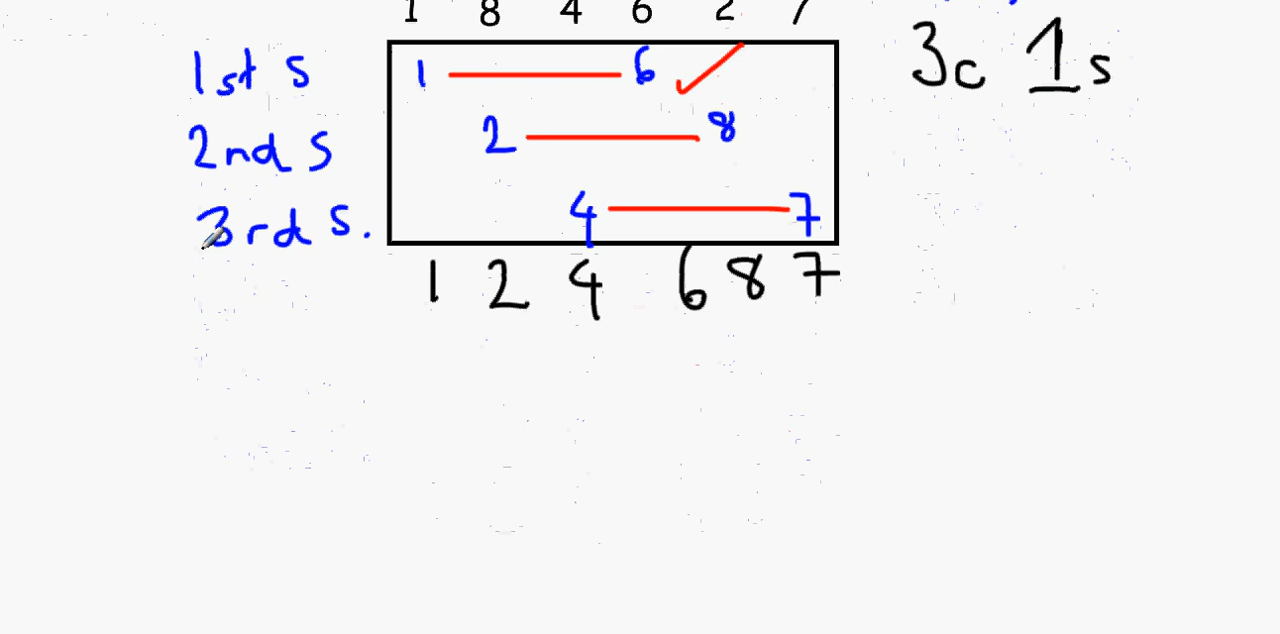 1 8 4 6 2 7
1st s 1 6 3c 1s
2nd s 2 8
3rd s. 4 7
1 2 4 6 8 7